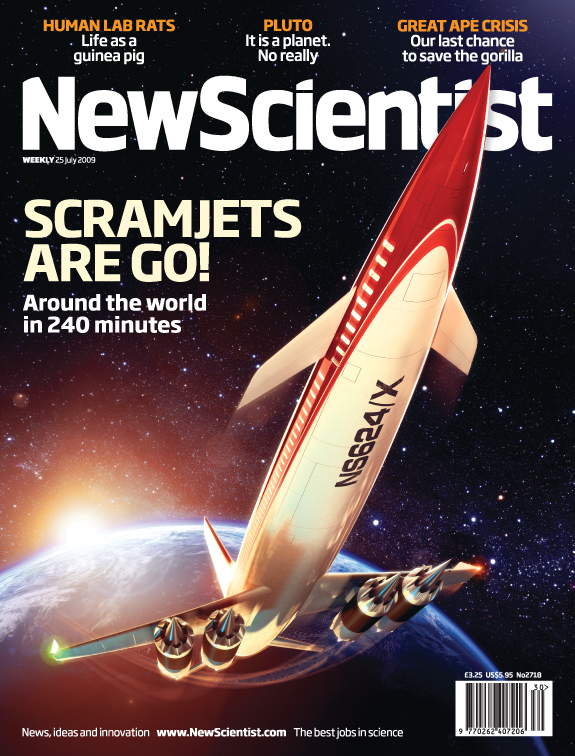 HUMAN LAB RATS
Life as a
guinea pig
PLUTO
It is a planet.
No really
GREAT APE CRISIS
Our last chance
to save the gorilla
NewScientist
WEEKLY 25 July 2009
SCRAMJETS
ARE GO!
Around the world
in 240 minutes
NS624/X
£3.25 US$5.95 No2718
30>
9 770262 407206
News, ideas and innovation www.NewScientist.com The best jobs in science